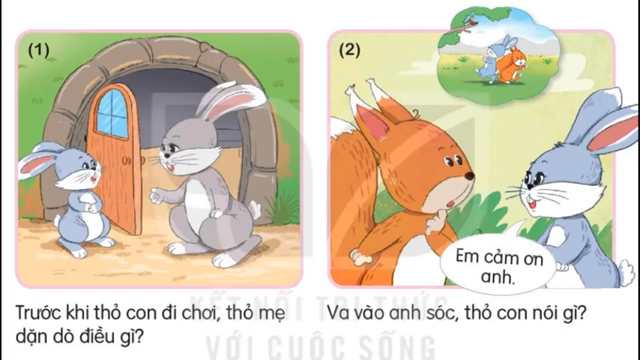 (1)
(2)
Em cảm ơn
anh.
Trước khi thỏ con đi chơi, thỏ mẹ
dặn dò điều gì?
Va vào anh sóc, thỏ con nói gì?
KẾT NỐI TRI THỨC
VỚI CUỘC SỐNG